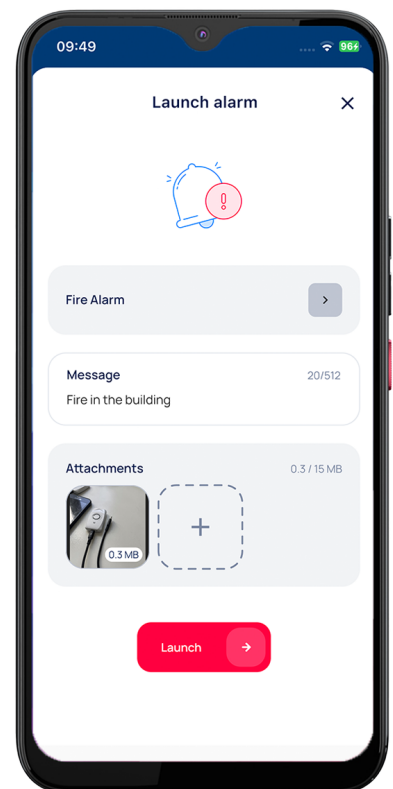 09:49
96
Launch alarm
Fire Alarm
Message
20/512
Fire in the building
Attachments
0.3 / 15 MB
0.3 MB
Launch